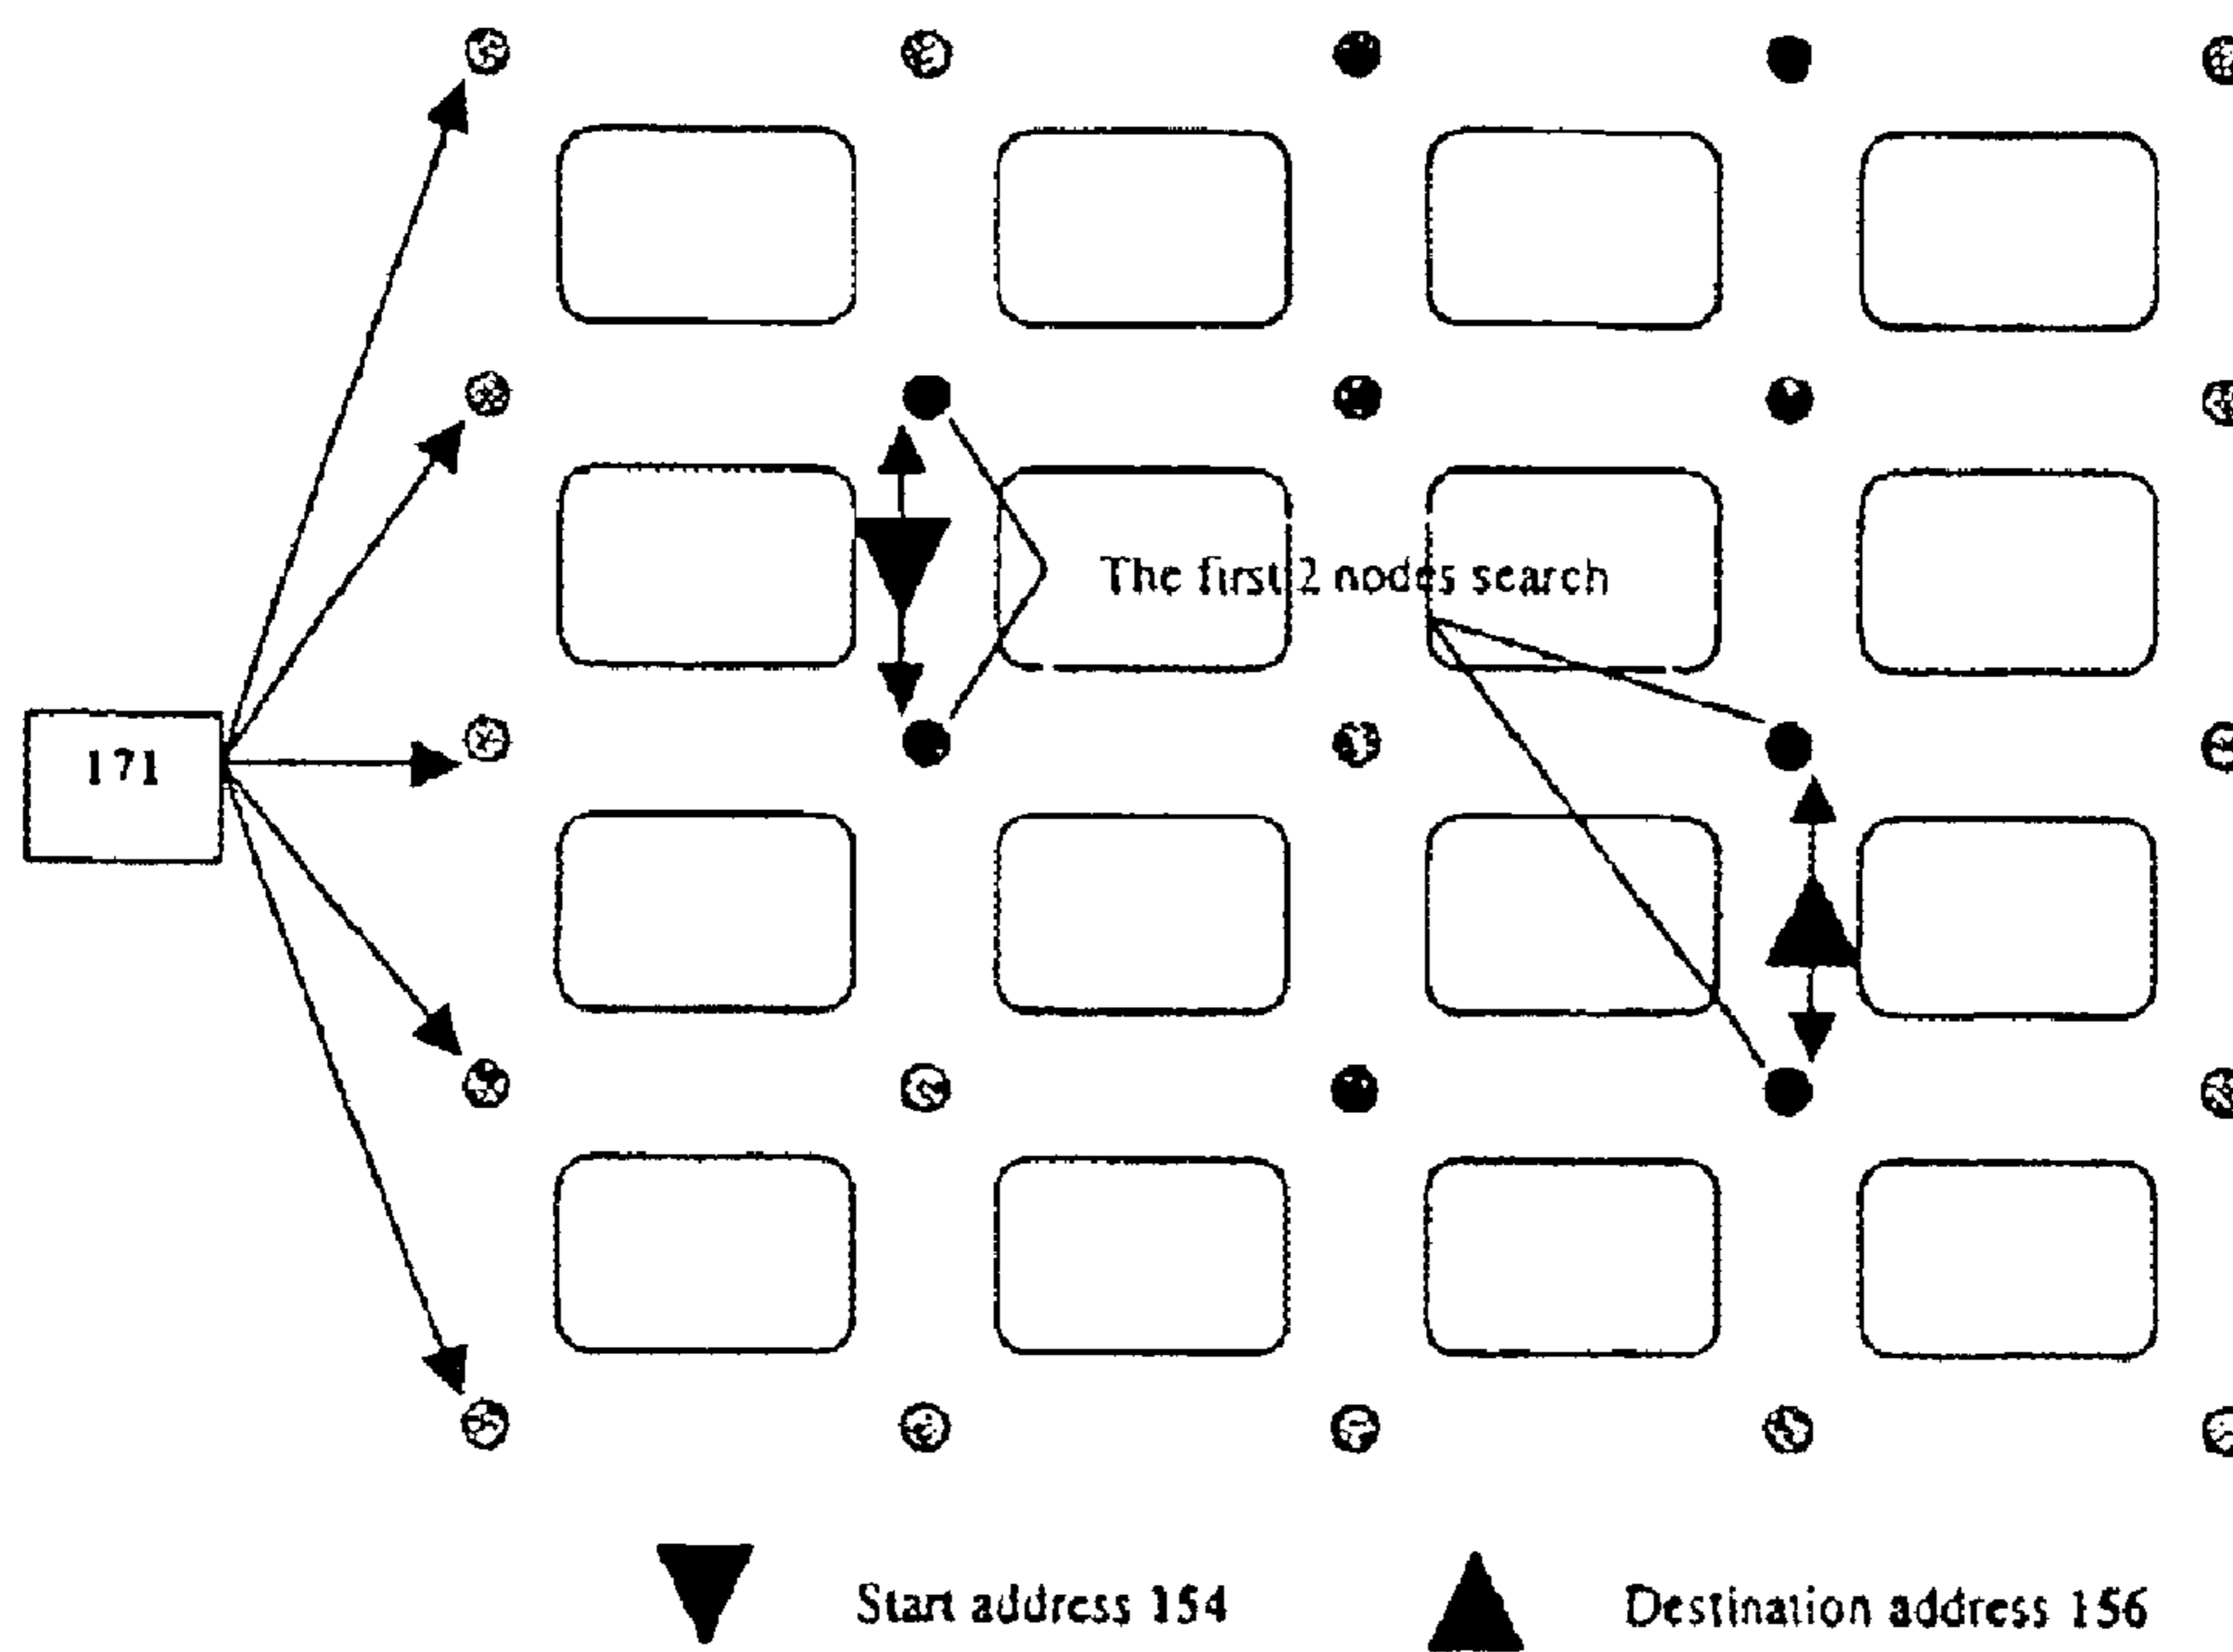 The first 2 nodes search
171
Start address 154
Destination address 156